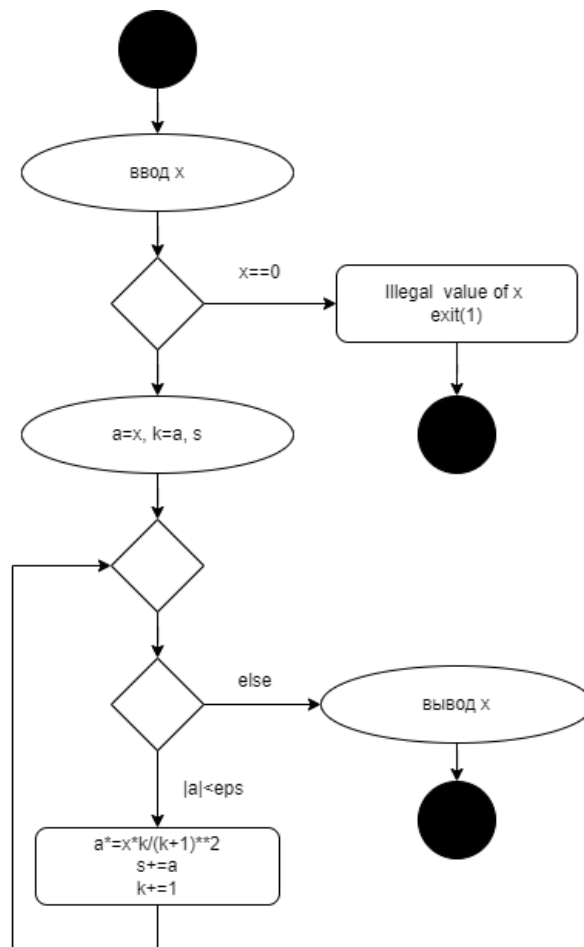 ввод x
x==0
Illegal value of x
exit(1)
a=x, k=a, s
else
вывод x
|a|<eps
a*=x*k/(k+1)**2
s+=a
k+=1